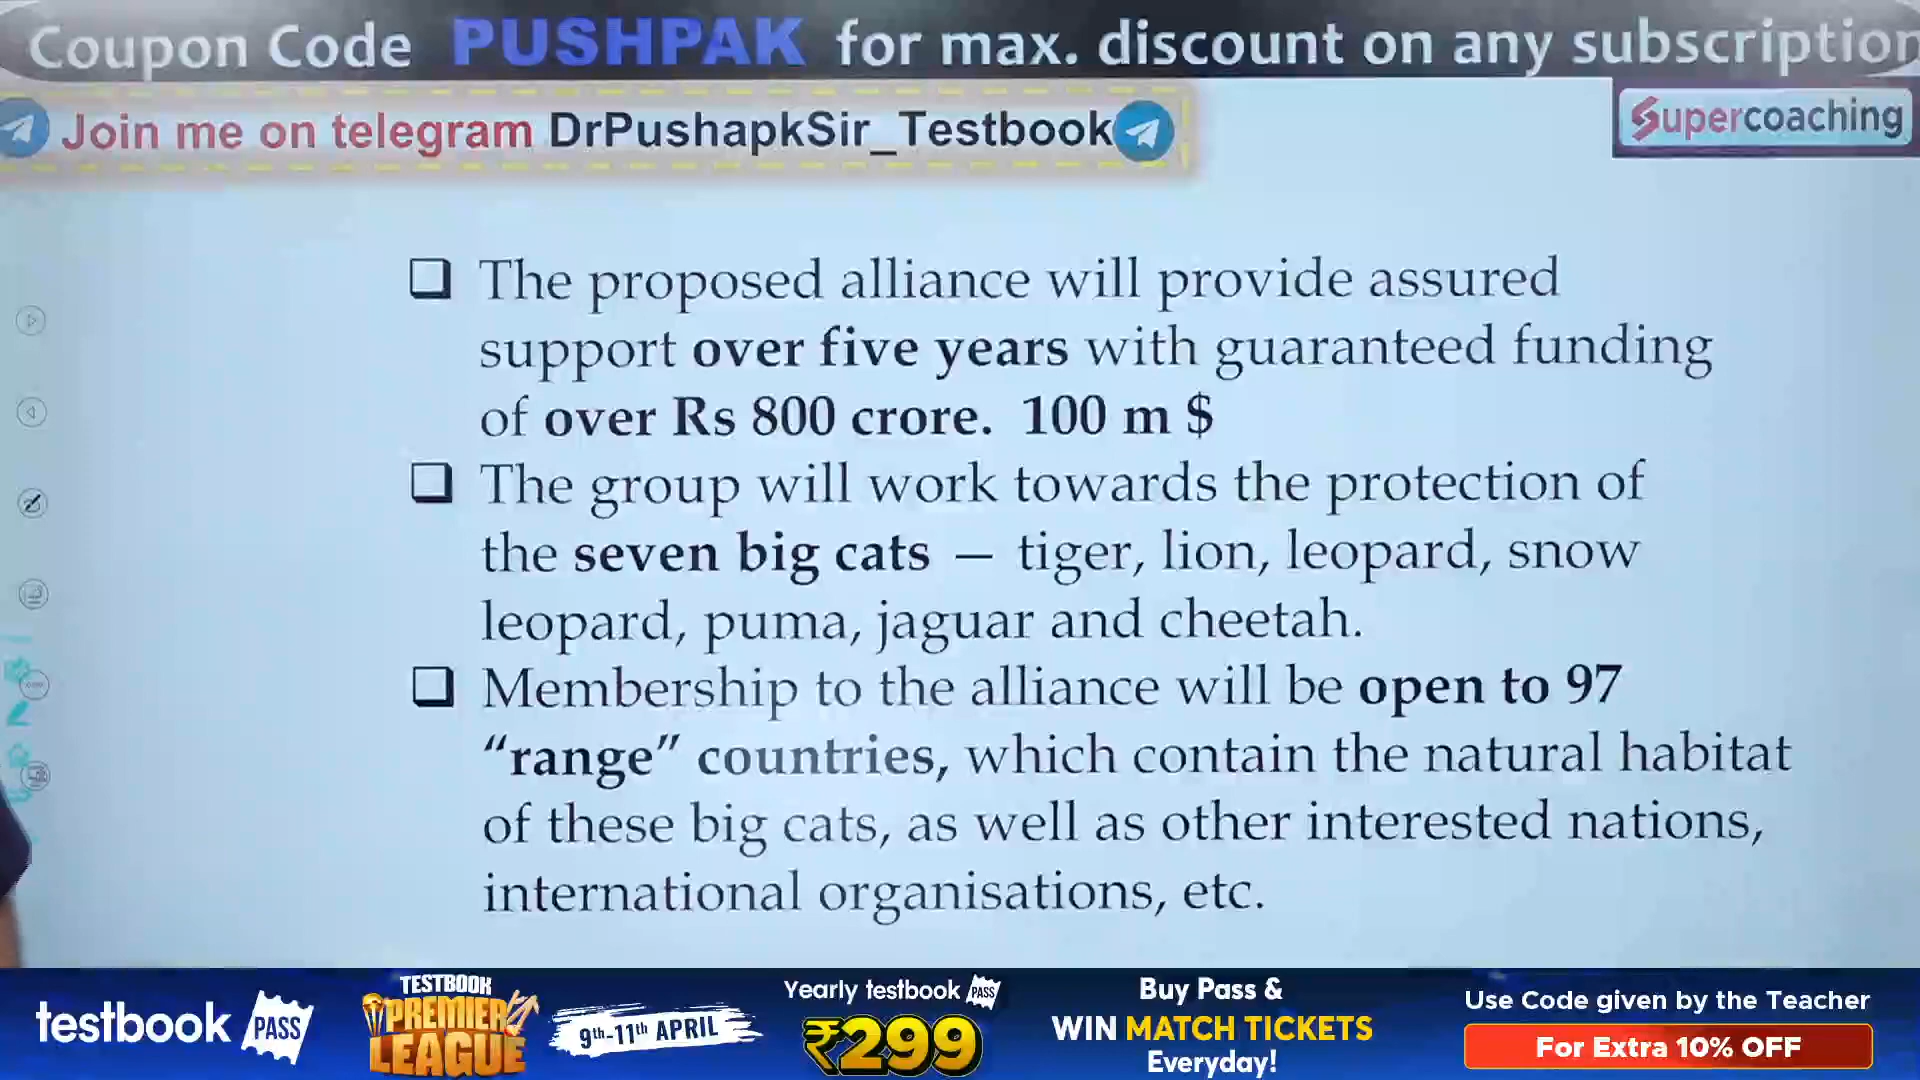 Coupon Code PUSHPAK for max. discount on any subscription
Join me on telegram DrPushapkSir_Testbook
Supercoaching
❑ The proposed alliance will provide assured
support over five years with guaranteed funding
of over Rs 800 crore. 100 m $
❑ The group will work towards the protection of
the seven big cats — tiger, lion, leopard, snow
leopard, puma, jaguar and cheetah.
❑ Membership to the alliance will be open to 97
“range” countries, which contain the natural habitat
of these big cats, as well as other interested nations,
international organisations, etc.
testbook PASS
TESTBOOK
PREMIER
LEAGUE
9th-11th APRIL
Yearly testbook PASS
₹299
Buy Pass &
WIN MATCH TICKETS
Everyday!
Use Code given by the Teacher
For Extra 10% OFF